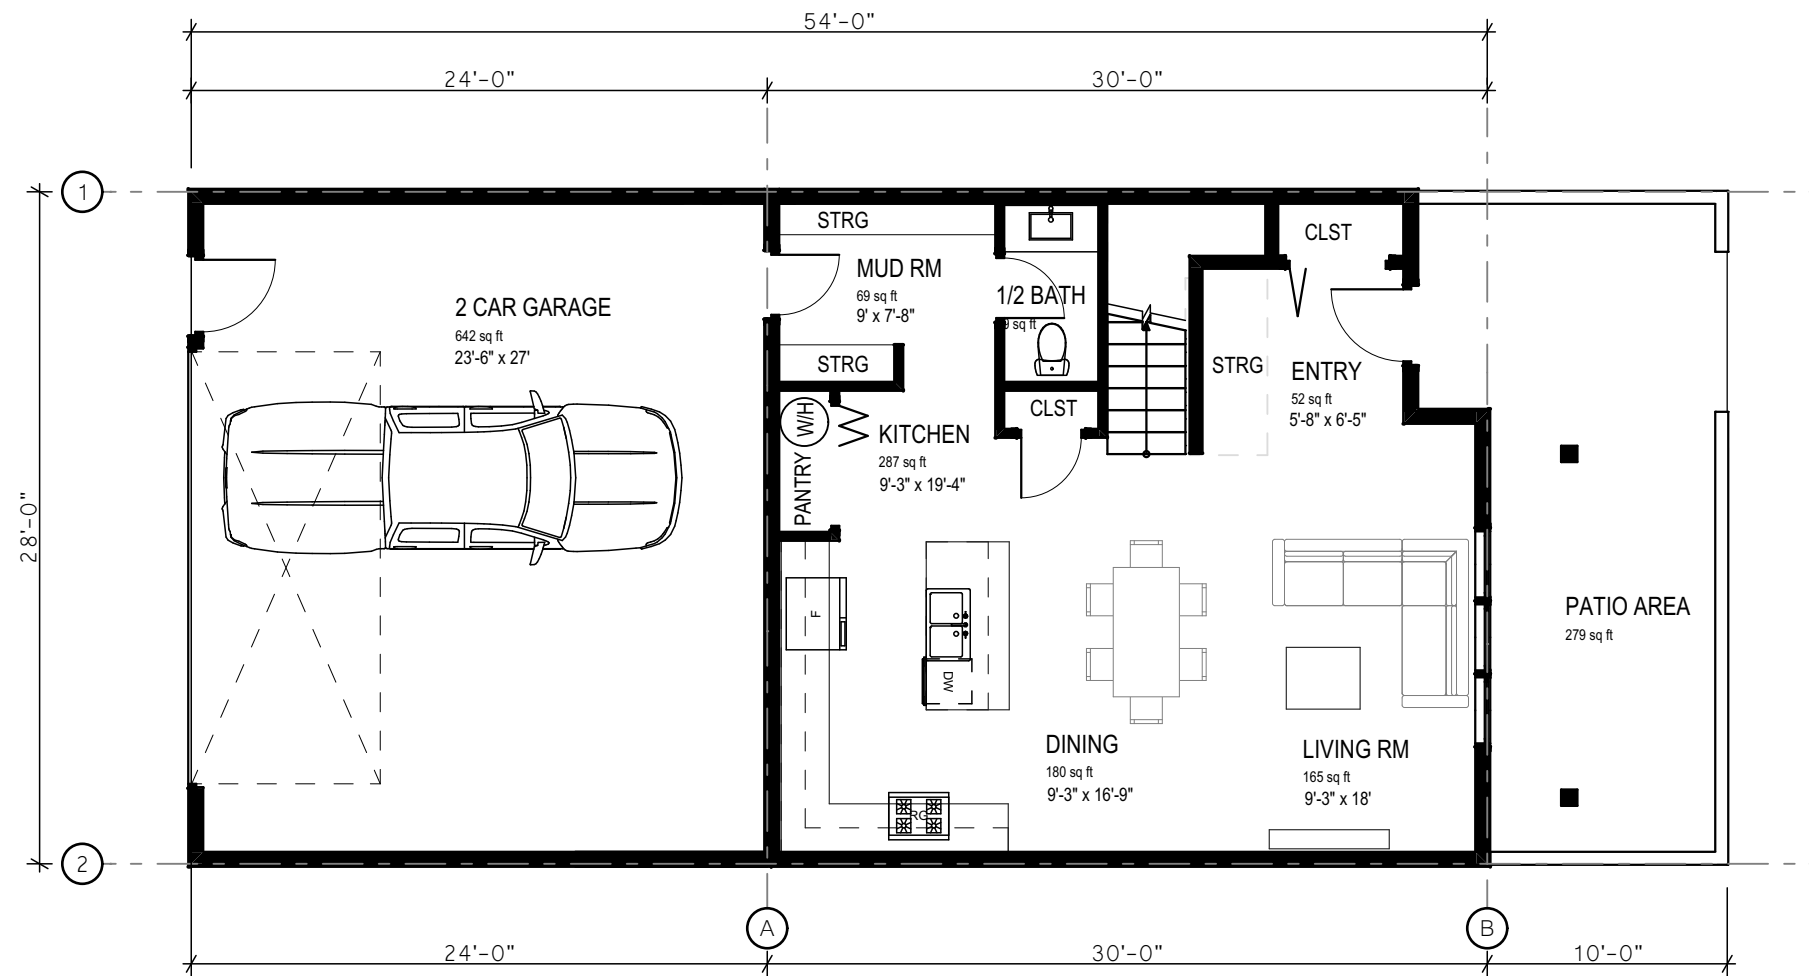 54'-0"
24'-0"
30'-0"
1
STRG
CLST
MUD RM
69 sq ft
9' x 7'-8"
1/2 BATH
sq ft
2 CAR GARAGE
642 sq ft
23'-6" x 27'
STRG
STRG
ENTRY
52 sq ft
5'-8" x 6'-5"
CLST
W/H
KITCHEN
287 sq ft
9'-3" x 19'-4"
PANTRY
28'-0"
F
DW
PATIO AREA
279 sq ft
DINING
180 sq ft
9'-3" x 16'-9"
LIVING RM
165 sq ft
9'-3" x 18'
RG
2
A
B
24'-0"
30'-0"
10'-0"